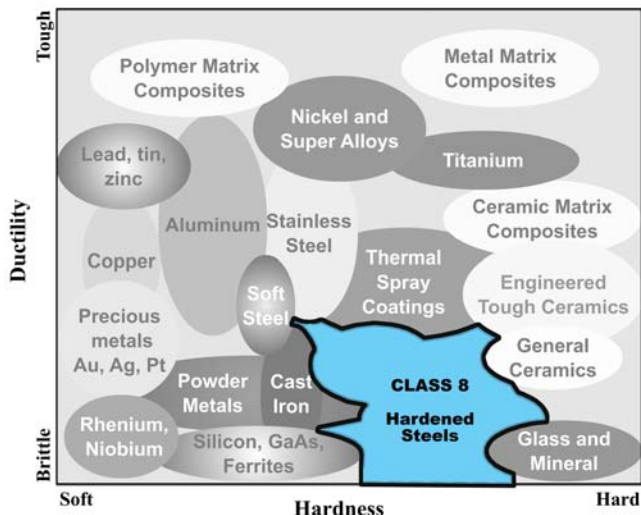 Tough
Polymer Matrix
Composites
Metal Matrix
Composites
Nickel and
Super Alloys
Lead, tin,
zinc
Titanium
Ductility
Aluminum
Stainless
Steel
Ceramic Matrix
Composites
Copper
Thermal
Spray
Coatings
Engineered
Tough Ceramics
Soft
Steel
Precious
metals
Au, Ag, Pt
General
Ceramics
Powder
Metals
Cast
Iron
CLASS 8
Hardened
Steels
Rhenium,
Niobium
Silicon, GaAs,
Ferrites
Glass and
Mineral
Brittle
Soft
Hardness
Hard